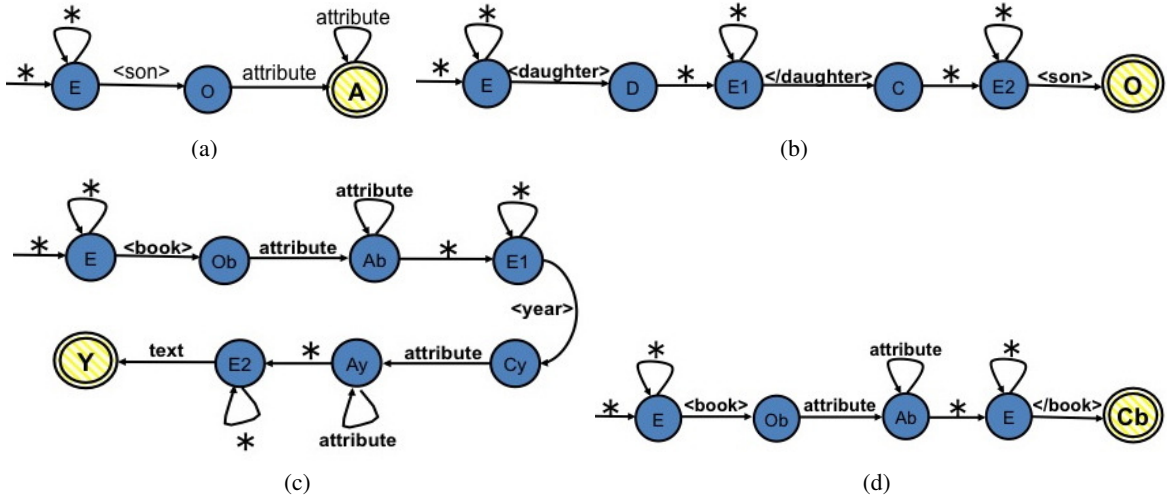 * attribute
* E <son> O attribute A
(a)
* * *
* E <daughter> D * E1 </daughter> C * E2 <son> O
(b)
* attribute *
* E <book> Ob attribute Ab * E1
<year>
Y text E2 * Ay attribute Cy
* attribute
(c)
* attribute *
* E <book> Ob attribute Ab * E </book> Cb
(d)